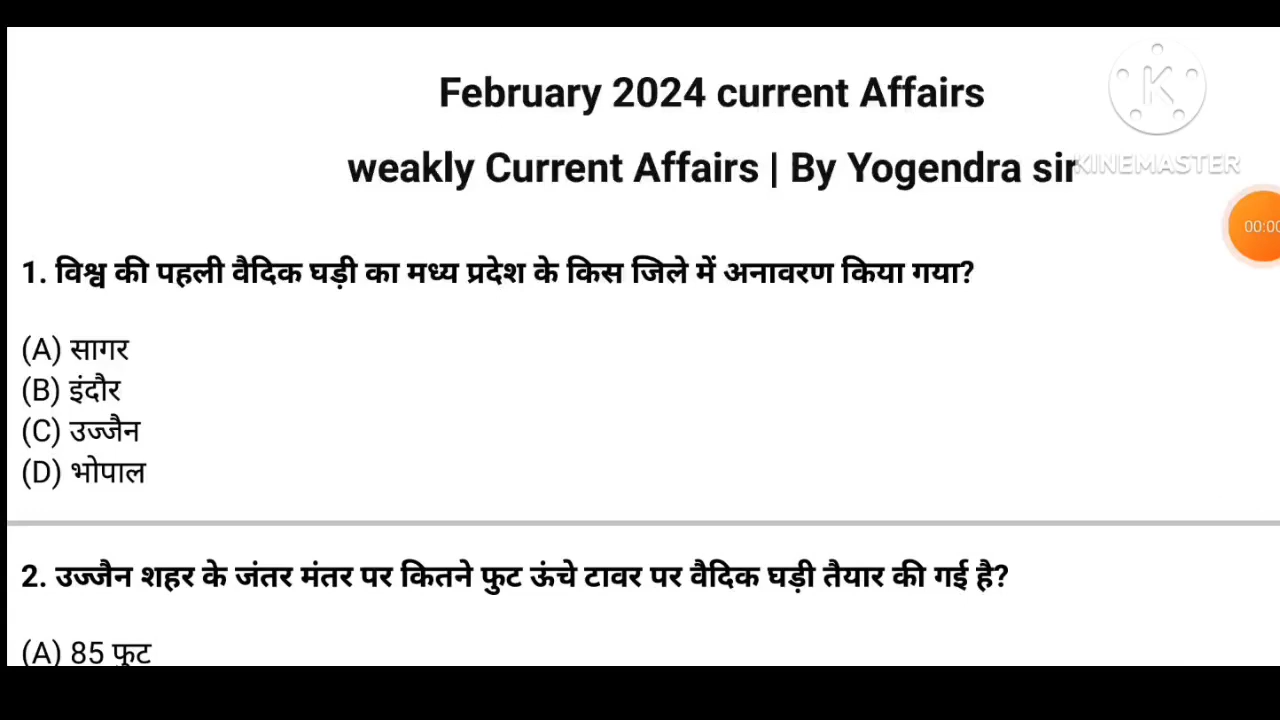 February 2024 current Affairs
weakly Current Affairs | By Yogendra sir
KINEMASTER
00:00
1. विश्व की पहली वैदिक घड़ी का मध्य प्रदेश के किस जिले में अनावरण किया गया?
(A) सागर
(B) इंदौर
(C) उज्जैन
(D) भोपाल
2. उज्जैन शहर के जंतर मंतर पर कितने फुट ऊंचे टावर पर वैदिक घड़ी तैयार की गई है?
(A) 85 फुट